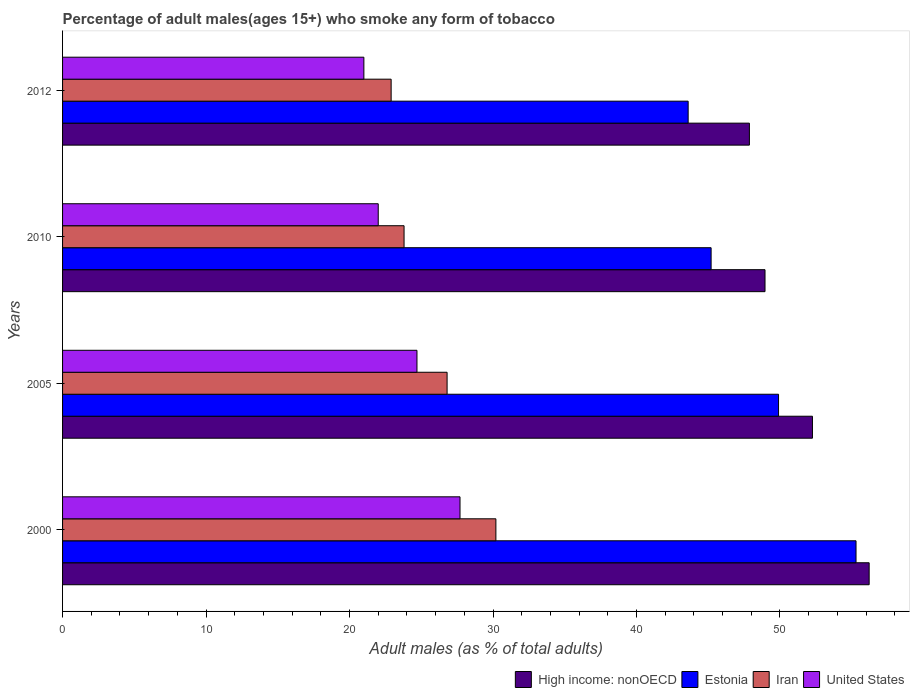 Percentage of adult males(ages 15+) who smoke any form of tobacco
2012
2010
2005
2000
Years
0
10
20
30
40
50
Adult males (as % of total adults)
High income: nonOECD
Estonia
Iran
United States